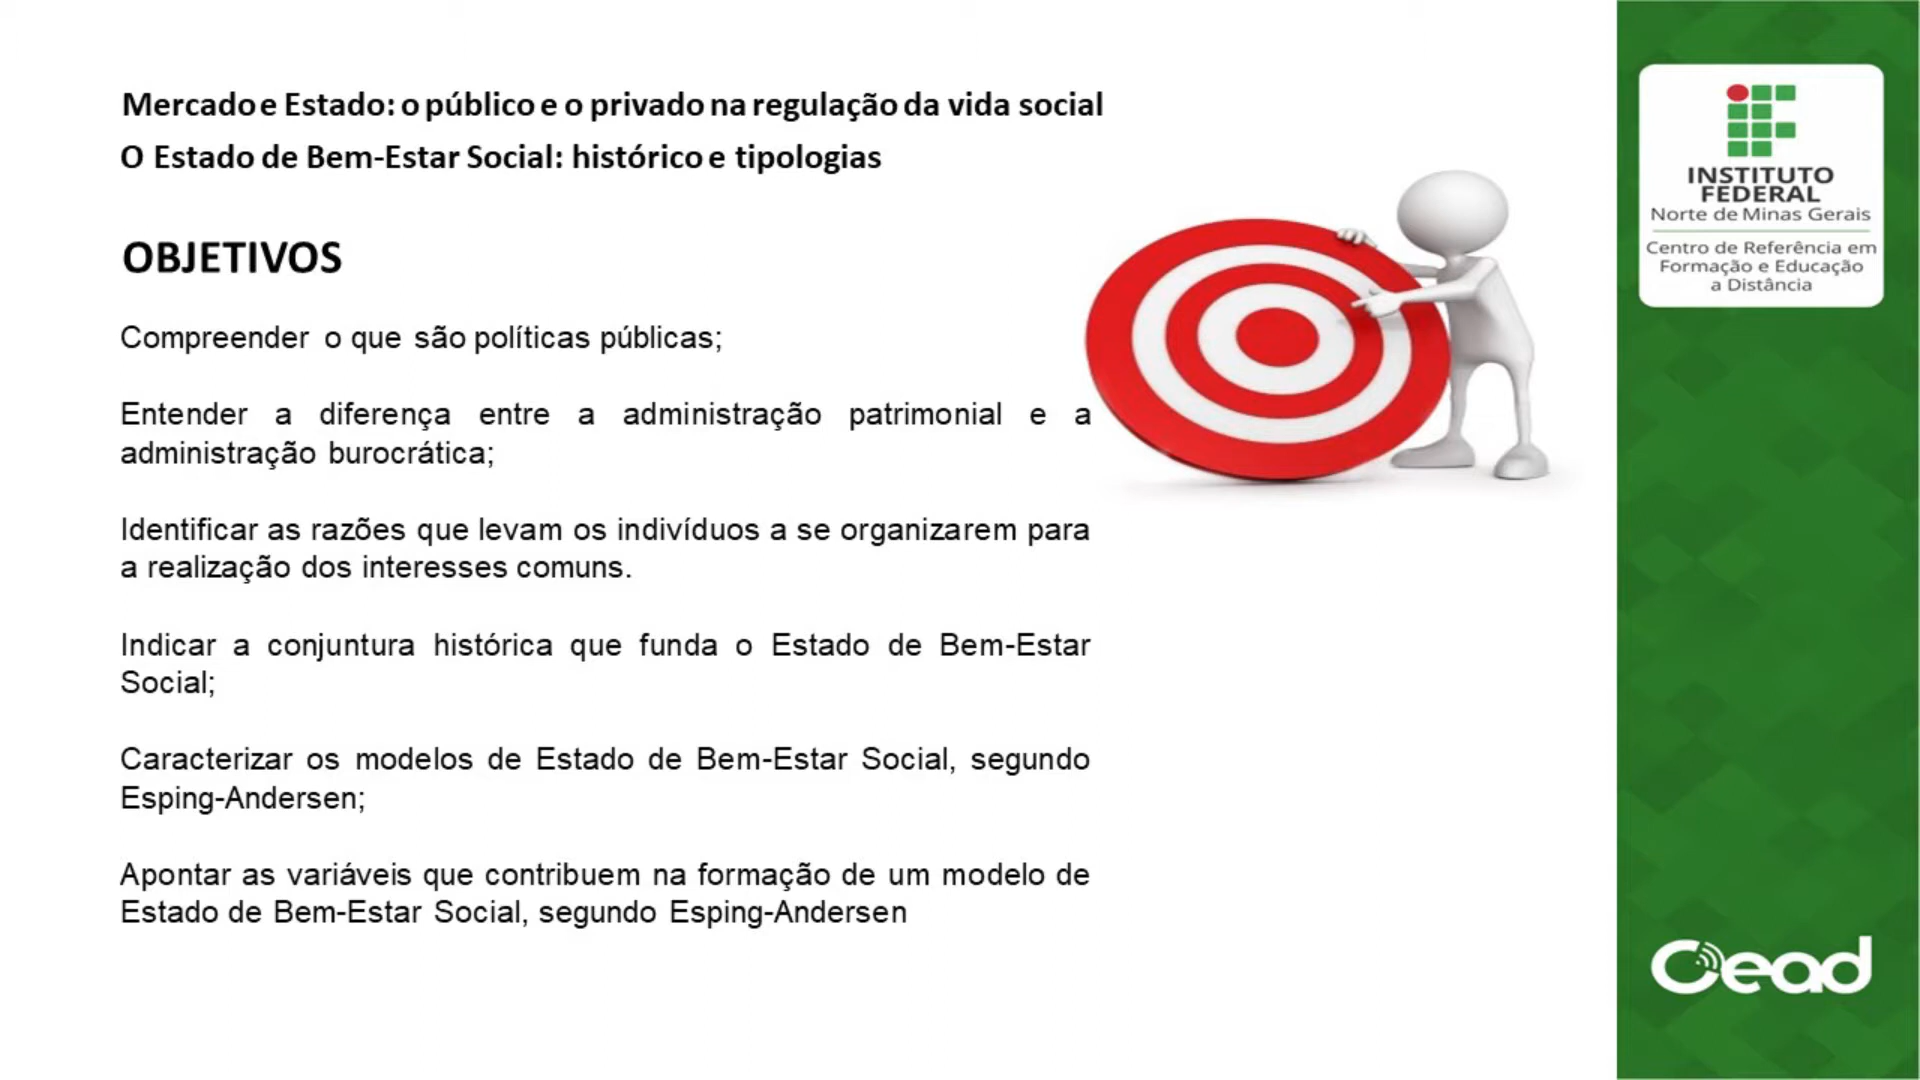 Mercado e Estado: o público e o privado na regulação da vida social
O Estado de Bem-Estar Social: histórico e tipologias
OBJETIVOS
Compreender o que são políticas públicas;
Entender a diferença entre a administração patrimonial e a
administração burocrática;
Identificar as razões que levam os indivíduos a se organizarem para
a realização dos interesses comuns.
Indicar a conjuntura histórica que funda o Estado de Bem-Estar
Social;
Caracterizar os modelos de Estado de Bem-Estar Social, segundo
Esping-Andersen;
Apontar as variáveis que contribuem na formação de um modelo de
Estado de Bem-Estar Social, segundo Esping-Andersen
INSTITUTO
FEDERAL
Norte de Minas Gerais
Centro de Referência em
Formação e Educação
a Distância
Cead